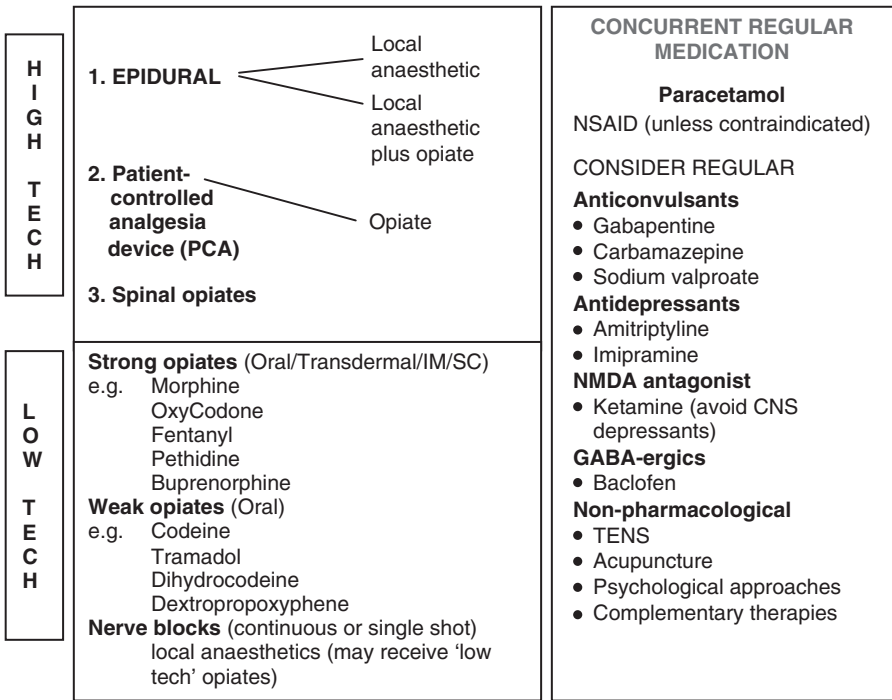 HIGH TECH
1. EPIDURAL
Local
anaesthetic
Local
anaesthetic
plus opiate
2. Patient-
controlled
analgesia
device (PCA)
Opiate
3. Spinal opiates
LOW TECH
Strong opiates (Oral/Transdermal/IM/SC)
e.g. Morphine
OxyCodone
Fentanyl
Pethidine
Buprenorphine
Weak opiates (Oral)
e.g. Codeine
Tramadol
Dihydrocodeine
Dextropropoxyphene
Nerve blocks (continuous or single shot)
local anaesthetics (may receive ‘low
tech’ opiates)
CONCURRENT REGULAR
MEDICATION
Paracetamol
NSAID (unless contraindicated)
CONSIDER REGULAR
Anticonvulsants
• Gabapentine
• Carbamazepine
• Sodium valproate
Antidepressants
• Amitriptyline
• Imipramine
NMDA antagonist
• Ketamine (avoid CNS
depressants)
GABA-ergics
• Baclofen
Non-pharmacological
• TENS
• Acupuncture
• Psychological approaches
• Complementary therapies